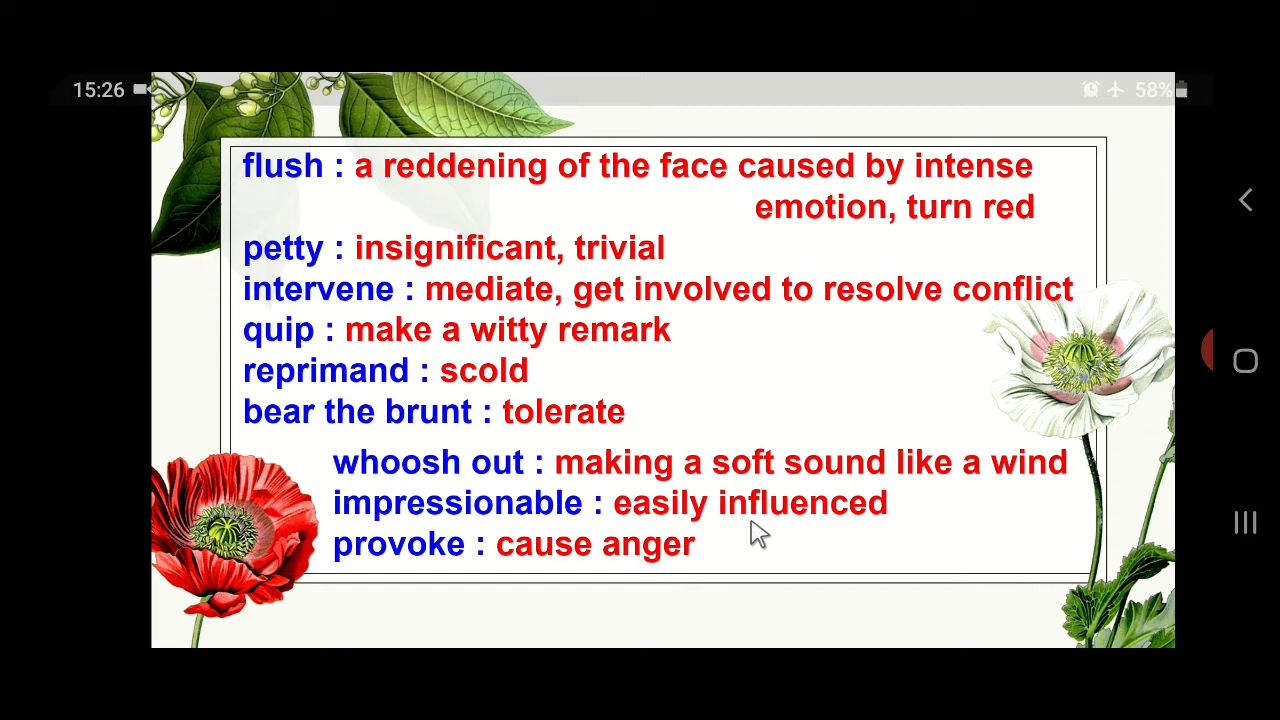 15:26
58%
flush : a reddening of the face caused by intense
emotion, turn red
petty : insignificant, trivial
intervene : mediate, get involved to resolve conflict
quip : make a witty remark
reprimand : scold
bear the brunt : tolerate
whoosh out : making a soft sound like a wind
impressionable : easily influenced
provoke : cause anger